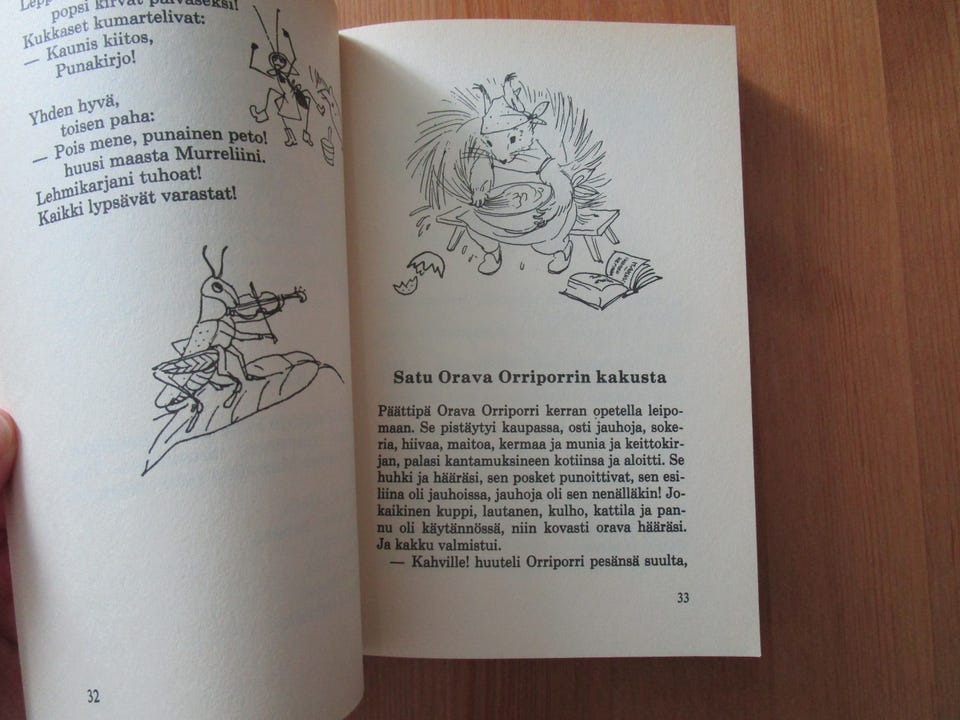 popsi kirvat päiväseksi!
Kukkaset kumartelivat:
— Kaunis kiitos,
Punakirjo!
Yhden hyvä,
toisen paha:
— Pois mene, punainen peto!
huusi maasta Murreliini.
Lehmikarjani tuhoat!
Kaikki lypsävät varastat!
32
Satu Orava Orriporrin kakusta
Päättipä Orava Orriporri kerran opetella leipo-
maan. Se pistäytyi kaupassa, osti jauhoja, soke-
ria, hiivaa, maitoa, kermaa ja munia ja keittokir-
jan, palasi kantamuksineen kotiinsa ja aloitti. Se
huhki ja hääräsi, sen posket punoittivat, sen esi-
liina oli jauhoissa, jauhoja oli sen nenälläkin! Jo-
kaikinen kuppi, lautanen, kulho, kattila ja pan-
nu oli käytännössä, niin kovasti orava hääräsi.
Ja kakku valmistui.
— Kahville! huuteli Orriporri pesänsä suulta,
33